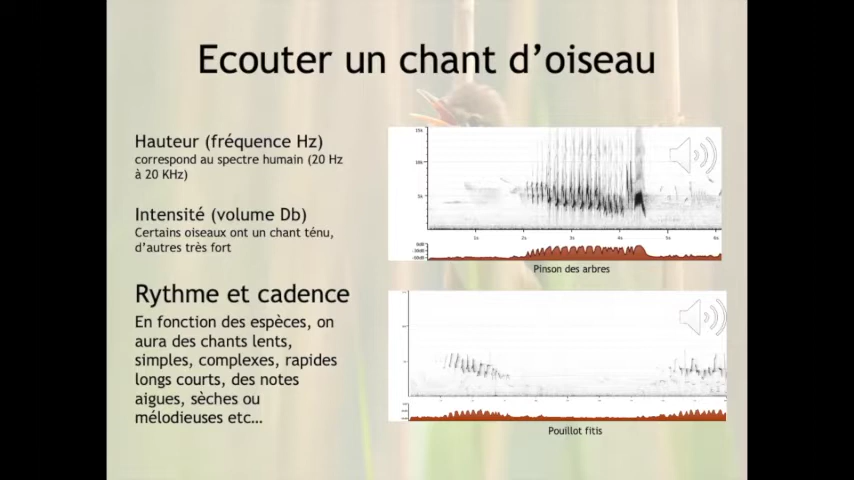 Ecouter un chant d’oiseau
Hauteur (fréquence Hz)
correspond au spectre humain (20 Hz
à 20 KHz)
Intensité (volume Db)
Certains oiseaux ont un chant ténu,
d’autres très fort
Rythme et cadence
En fonction des espèces, on
aura des chants lents,
simples, complexes, rapides
longs courts, des notes
aigues, sèches ou
mélodieuses etc…
Pinson des arbres
Pouillot fitis